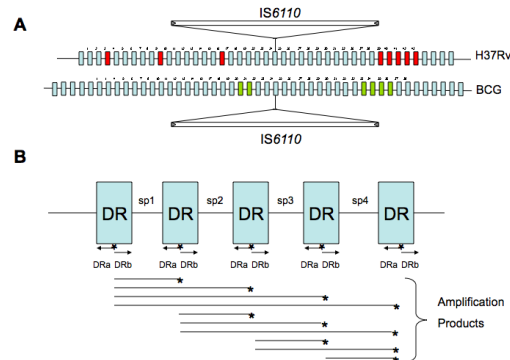 A
IS6110
H37Rv
BCG
IS6110
B
DR sp1 DR sp2 DR sp3 DR sp4 DR
DRa DRb DRa DRb DRa DRb DRa DRb DRa DRb
Amplification
Products